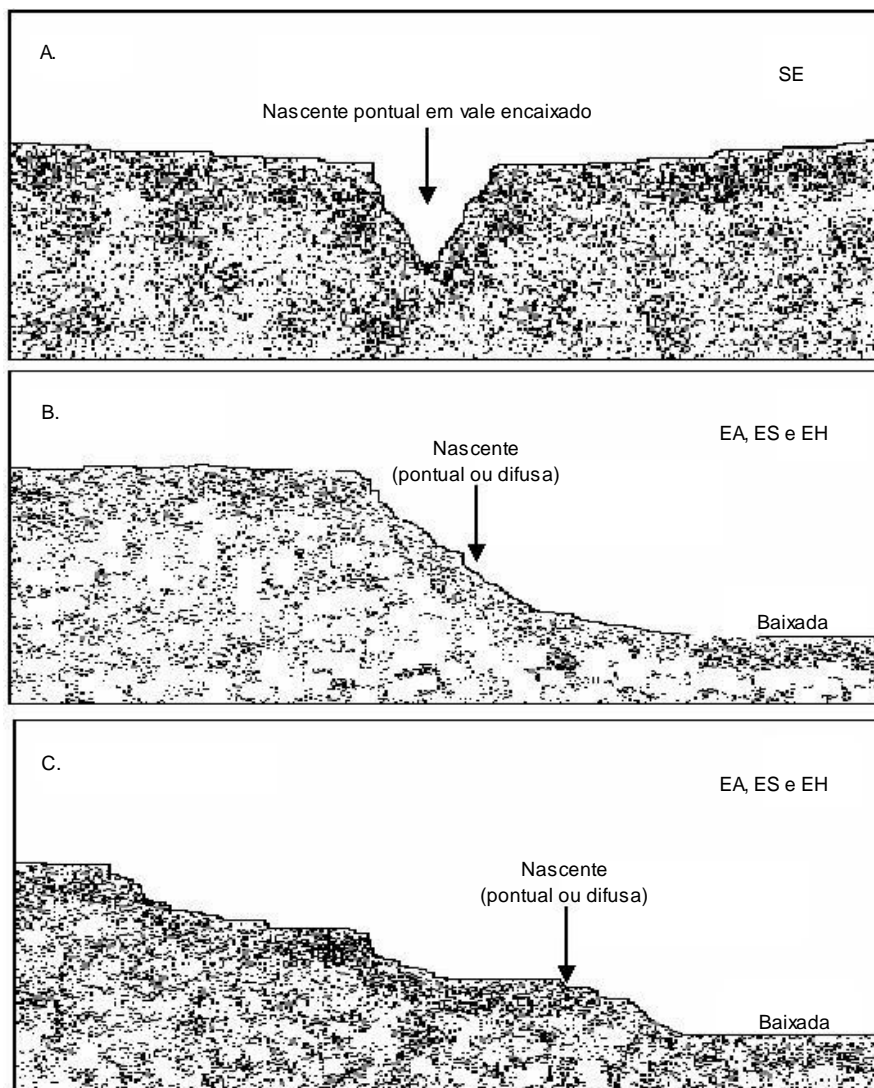 A.
SE
Nascente pontual em vale encaixado
B.
EA, ES e EH
Nascente
(pontual ou difusa)
Baixada
C.
EA, ES e EH
Nascente
(pontual ou difusa)
Baixada